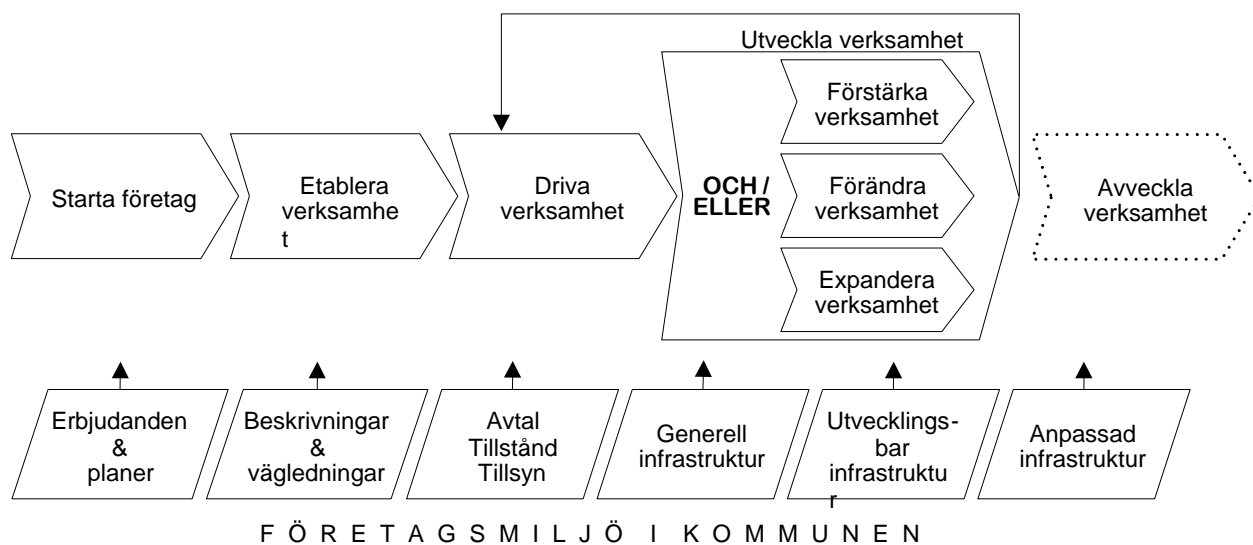 Utveckla verksamhet
Starta företag
Etablera
verksamhe
t
Driva
verksamhet
OCH /
ELLER
Förstärka
verksamhet
Förändra
verksamhet
Expandera
verksamhet
Avveckla
verksamhet
Erbjudanden
&
planer
Beskrivningar
&
vägledningar
Avtal
Tillstånd
Tillsyn
Generell
infrastruktur
Utvecklings-
bar
infrastruktu
r
Anpassad
infrastruktur
F Ö R E T A G S M I L J Ö I K O M M U N E N